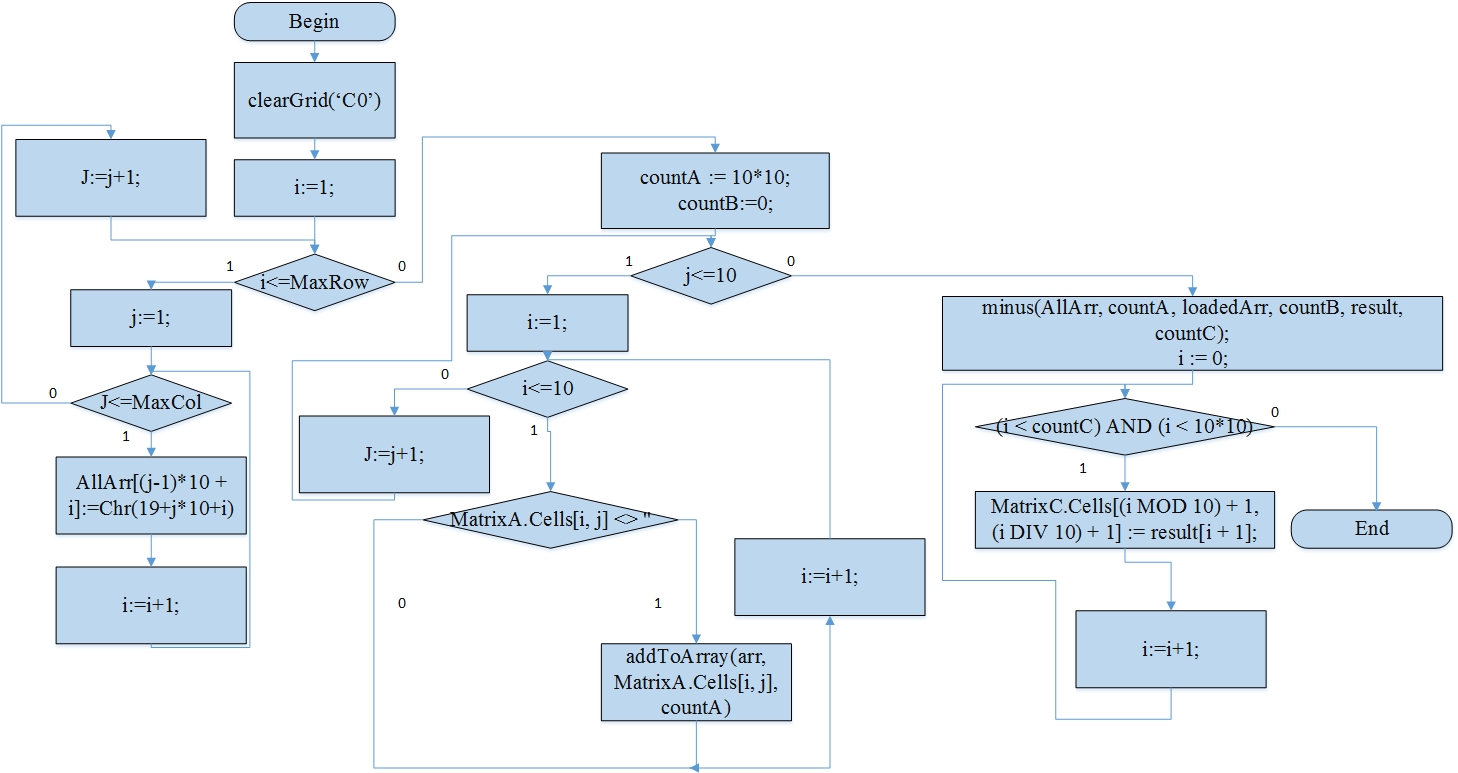 Begin
clearGrid(‘C0’)
J:=j+1;
i:=1;
1
i<=MaxRow
0
j:=1;
0
J<=MaxCol
1
AllArr[(j-1)*10 +
i]:=Chr(19+j*10+i)
i:=i+1;
countA := 10*10;
countB:=0;
1
j<=10
0
i:=1;
0
i<=10
1
J:=j+1;
MatrixA.Cells[i, j] <> ''
0
1
i:=i+1;
addToArray(arr,
MatrixA.Cells[i, j],
countA)
minus(AllArr, countA, loadedArr, countB, result,
countC);
i := 0;
(i < countC) AND (i < 10*10)
0
1
MatrixC.Cells[(i MOD 10) + 1,
(i DIV 10) + 1] := result[i + 1];
End
i:=i+1;